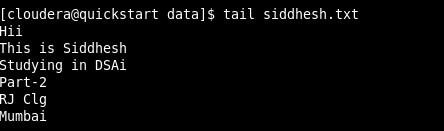 [cloudera@quickstart data]$ tail siddhesh.txt
Hii
This is Siddhesh
Studying in DSAi
Part-2
RJ Clg
Mumbai